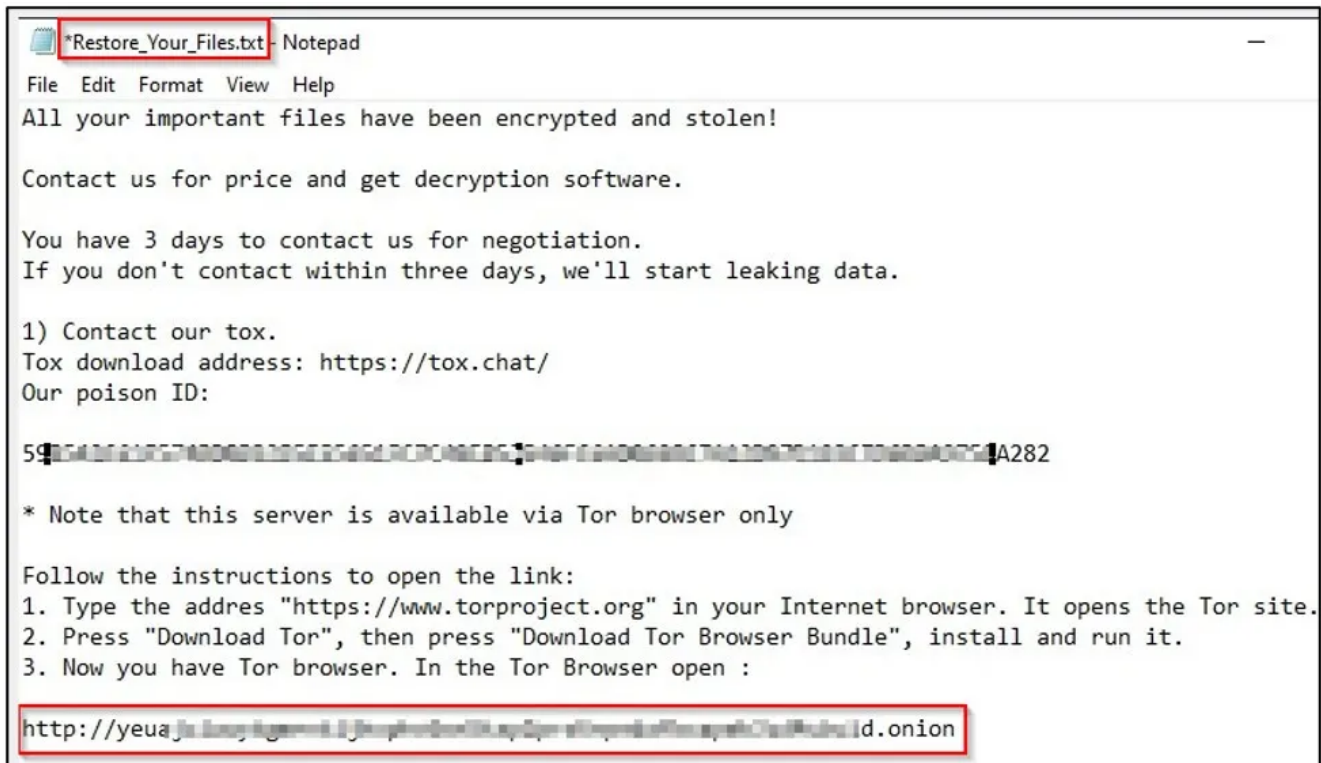 *Restore_Your_Files.txt - Notepad
File Edit Format View Help
All your important files have been encrypted and stolen!
Contact us for price and get decryption software.
You have 3 days to contact us for negotiation.
If you don't contact within three days, we'll start leaking data.
1) Contact our tox.
Tox download address: https://tox.chat/
Our poison ID:
* Note that this server is available via Tor browser only
Follow the instructions to open the link:
1. Type the addres "https://www.torproject.org" in your Internet browser. It opens the Tor site.
2. Press "Download Tor", then press "Download Tor Browser Bundle", install and run it.
3. Now you have Tor browser. In the Tor Browser open :